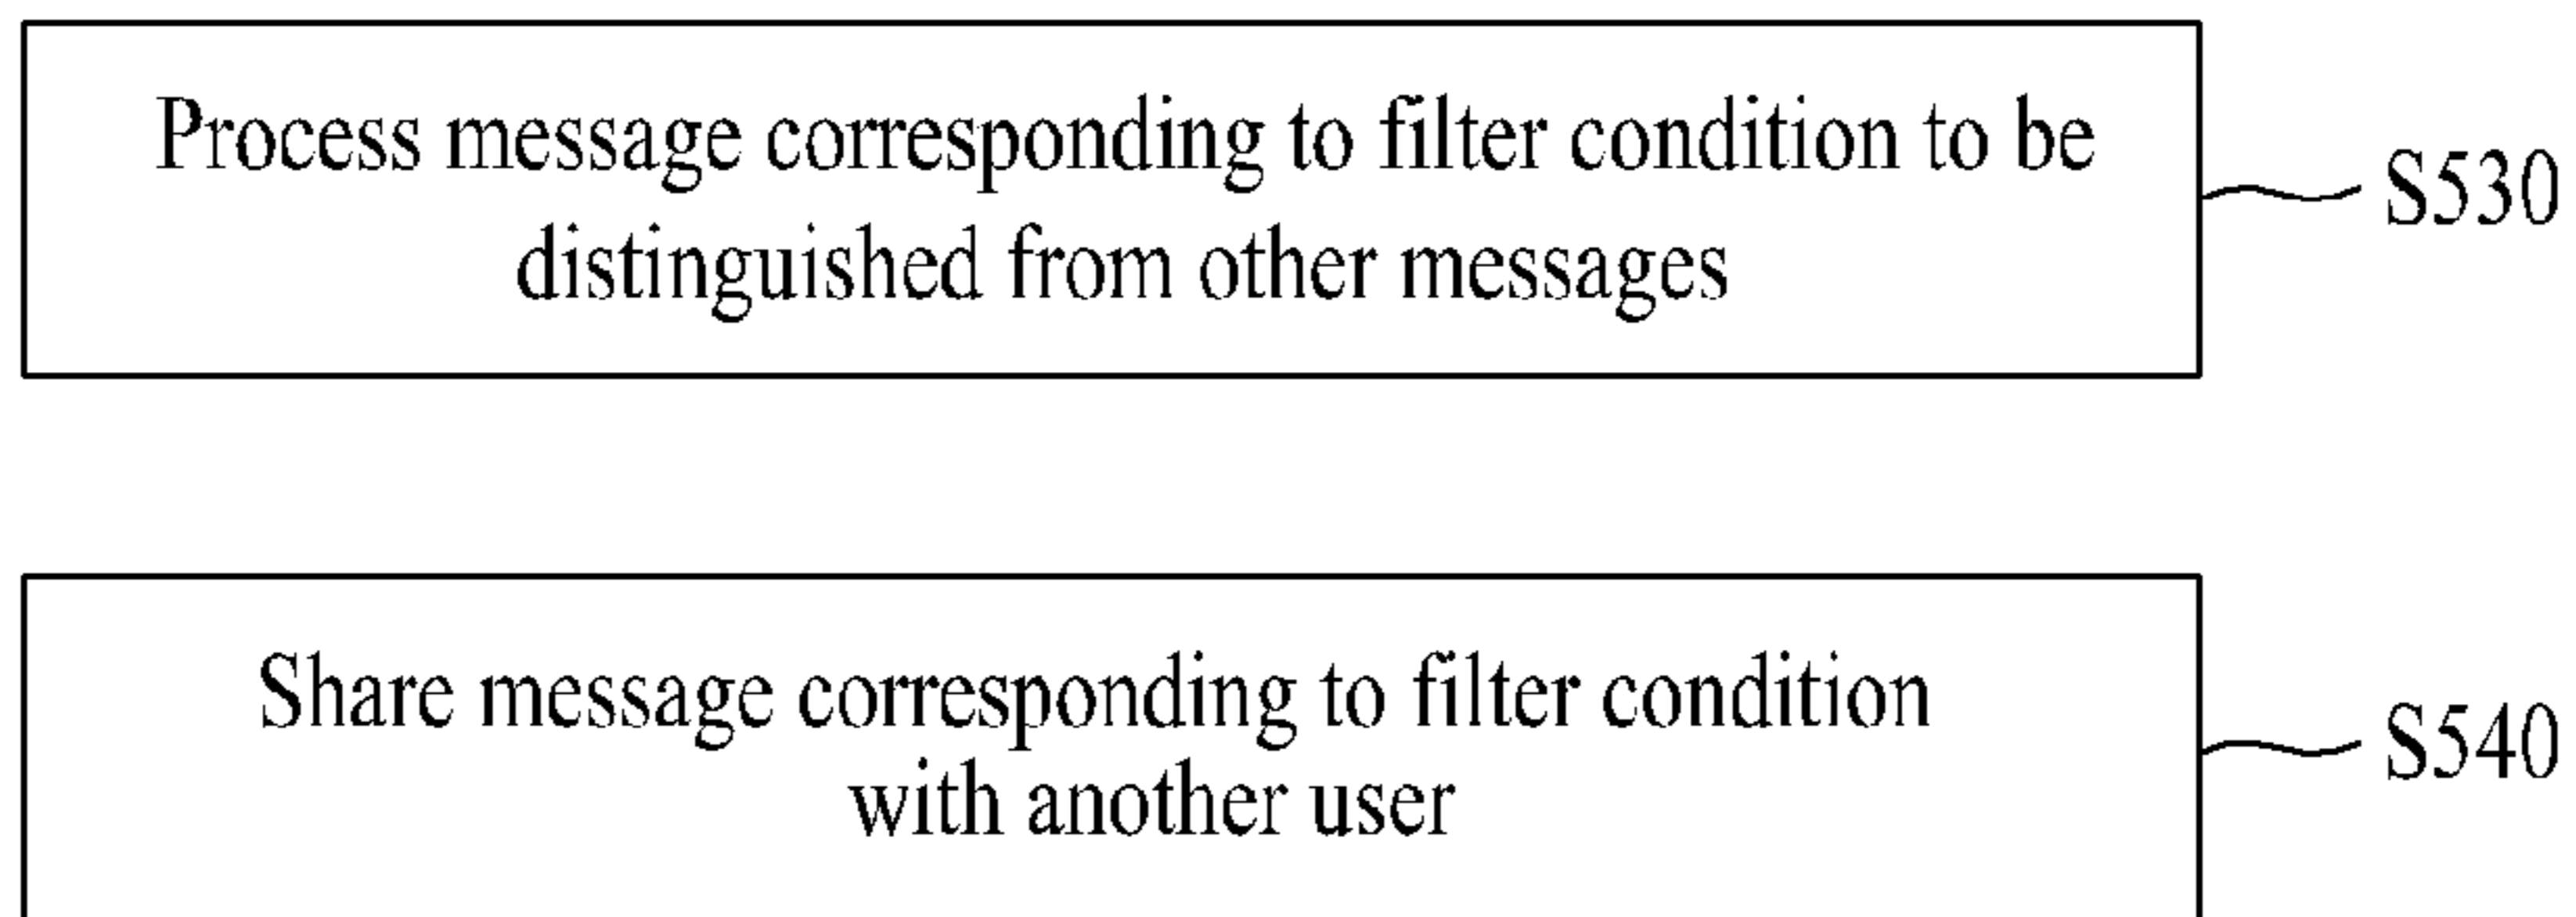 Process message corresponding to filter condition to be
distinguished from other messages
S530
Share message corresponding to filter condition
with another user
S540